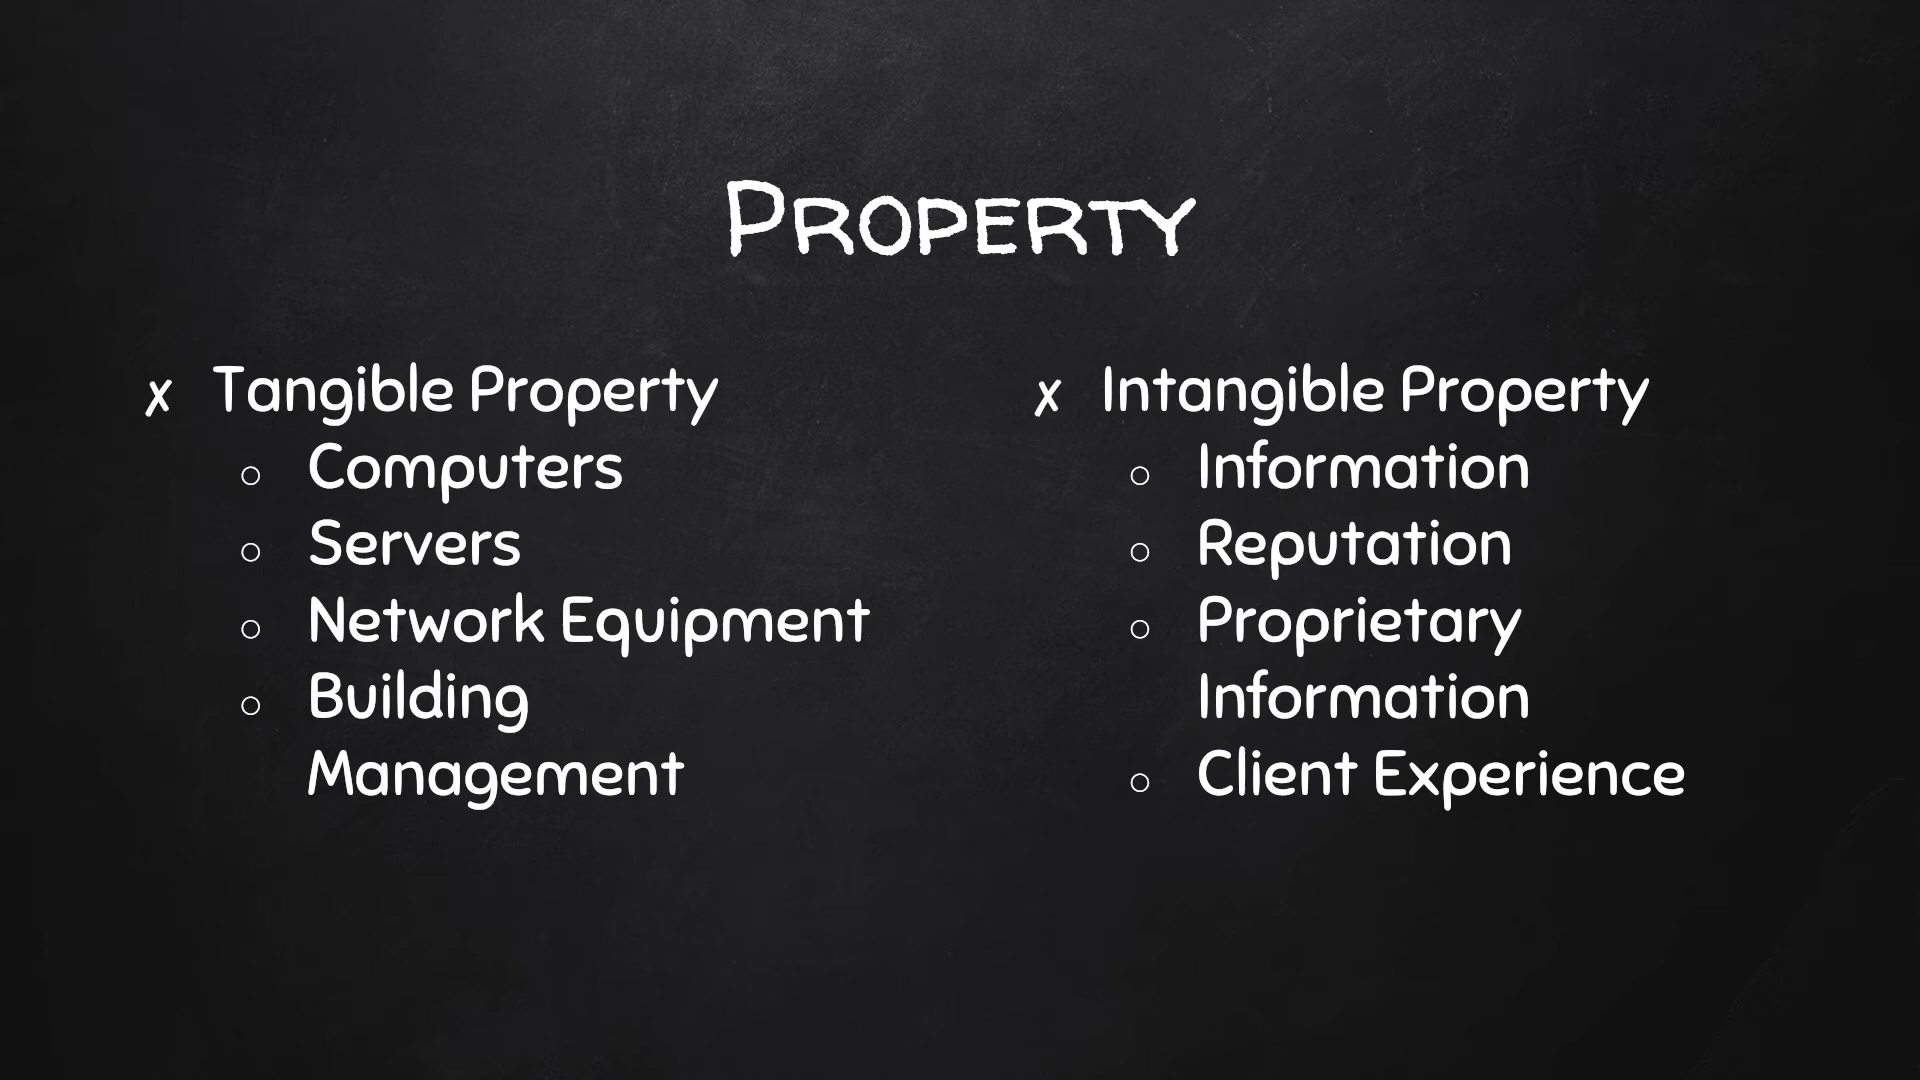 Property
✗ Tangible Property
○ Computers
○ Servers
○ Network Equipment
○ Building
Management
✗ Intangible Property
○ Information
○ Reputation
○ Proprietary
Information
○ Client Experience